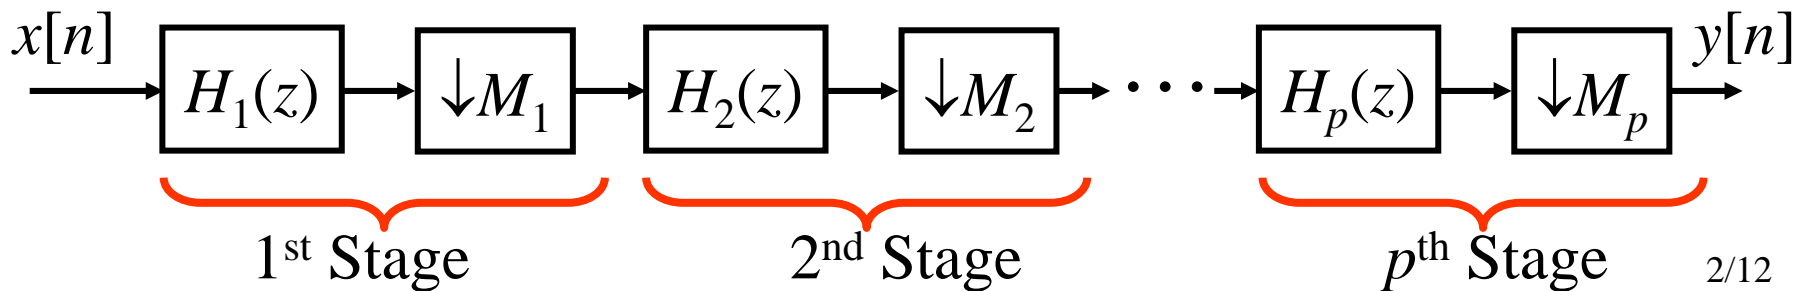 x[n] H₁(z) ↓M₁ H₂(z) ↓M₂ ··· Hₚ(z) ↓Mₚ y[n]
1ˢᵗ Stage 2ⁿᵈ Stage pᵗʰ Stage 2/12